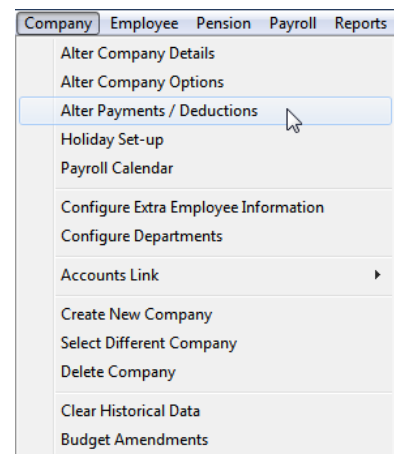 Company Employee Pension Payroll Reports
Alter Company Details
Alter Company Options
Alter Payments / Deductions
Holiday Set-up
Payroll Calendar
Configure Extra Employee Information
Configure Departments
Accounts Link
Create New Company
Select Different Company
Delete Company
Clear Historical Data
Budget Amendments